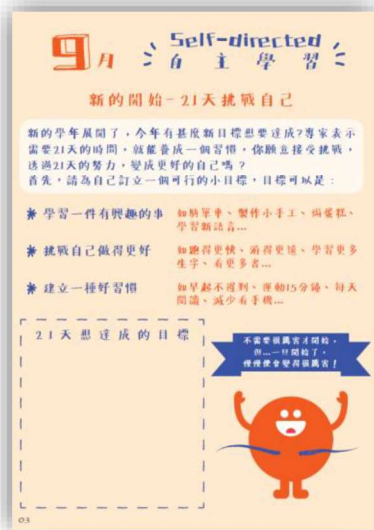 9月
Self-directed
自主學習
新的開始-21天挑戰自己
新的學年展開了，今年有甚麼新目標想要達成?專家表示
需要21天的時間，就能養成一個習慣，你願意接受挑戰，
透過21天的努力，變成更好的自己嗎？
首先，請為自己訂立一個可行的小目標，目標可以是：
學習一件有興趣的事
如騎單車、製作小手工、焗蛋糕、
學習新語言...
挑戰自己做得更好
如跑得更快、游得更遠、學習更多
生字、看更多書...
建立一種好習慣
如早起不遲到、運動15分鐘、每天
閱讀、減少看手機...
21天想達成的目標
不需要很厲害才開始，
但...一旦開始了，
慢慢便會變得很厲害！
03